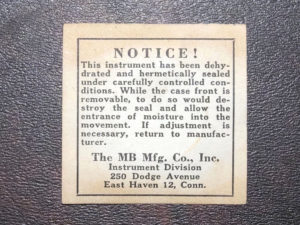 NOTICE!
This instrument has been dehy-
drated and hermetically sealed
under carefully controlled con-
ditions. While the case front is
removable, to do so would de-
stroy the seal and allow the
entrance of moisture into the
movement. If adjustment is
necessary, return to manufac-
turer.
The MB Mfg. Co., Inc.
Instrument Division
250 Dodge Avenue
East Haven 12, Conn.